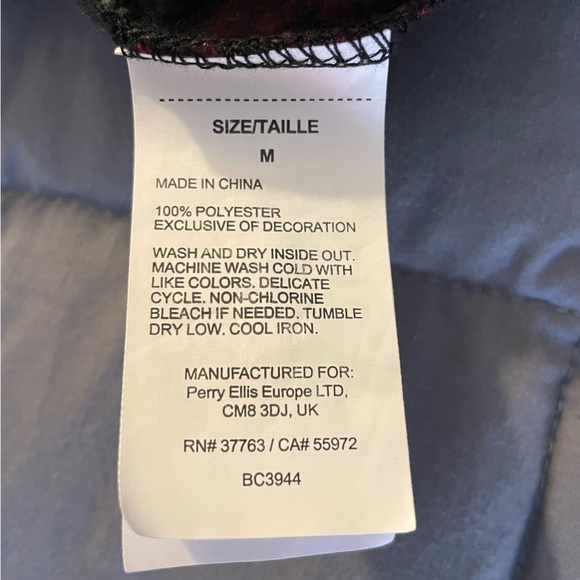 SIZE/TAILLE
M
MADE IN CHINA
100% POLYESTER
EXCLUSIVE OF DECORATION
WASH AND DRY INSIDE OUT.
MACHINE WASH COLD WITH
LIKE COLORS. DELICATE
CYCLE. NON-CHLORINE
BLEACH IF NEEDED. TUMBLE
DRY LOW. COOL IRON.
MANUFACTURED FOR:
Perry Ellis Europe LTD,
CM8 3DJ, UK
RN# 37763 / CA# 55972
BC3944